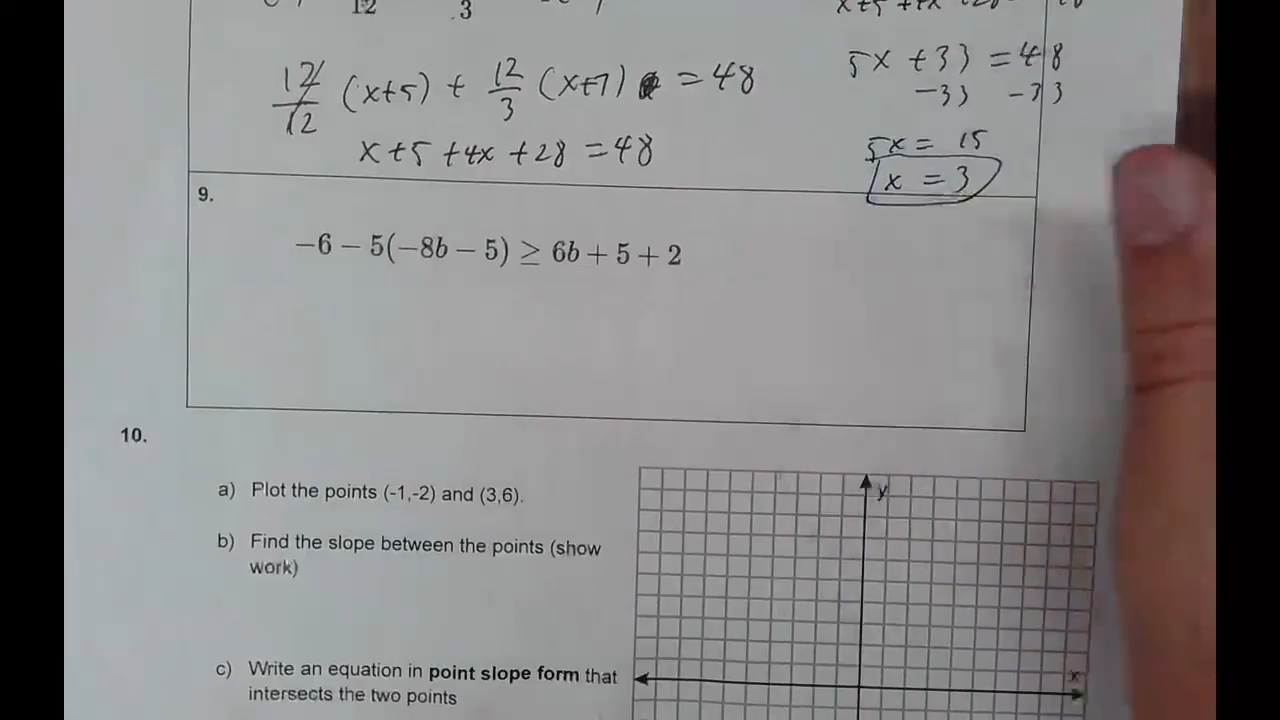 12 3
12/12 (x+5) + 12/3 (x+7) = 48
x+5 +4x +28 =48
5x +33 =48
-33 -33
5x = 15
x = 3
9.
−6 − 5(−8b − 5) ≥ 6b + 5 + 2
10.
a) Plot the points (-1,-2) and (3,6).
b) Find the slope between the points (show
work)
c) Write an equation in point slope form that
intersects the two points
y
x